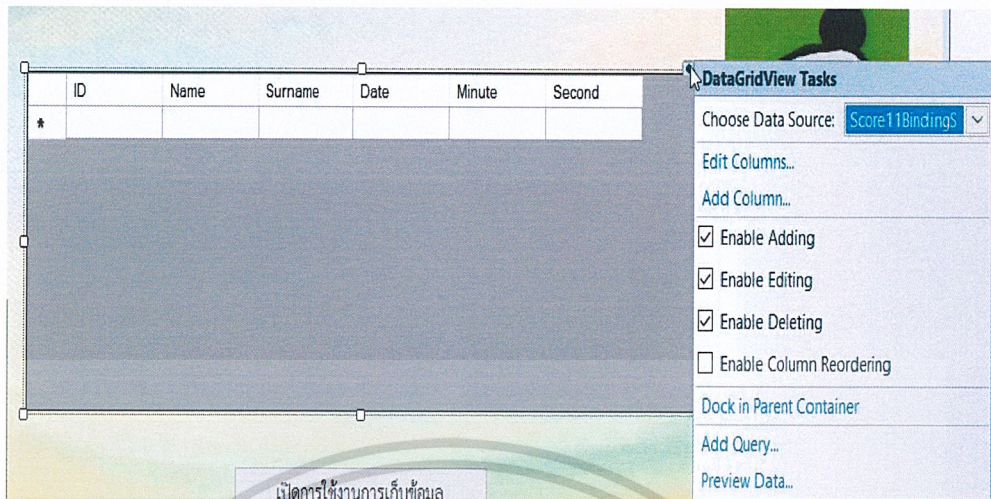 ID Name Surname Date Minute Second
*
DataGridView Tasks
Choose Data Source: Score11BindingS
Edit Columns...
Add Column...
Enable Adding
Enable Editing
Enable Deleting
Enable Column Reordering
Dock in Parent Container
Add Query...
Preview Data...
เปิดการใช้งานการเก็บข้อมูล